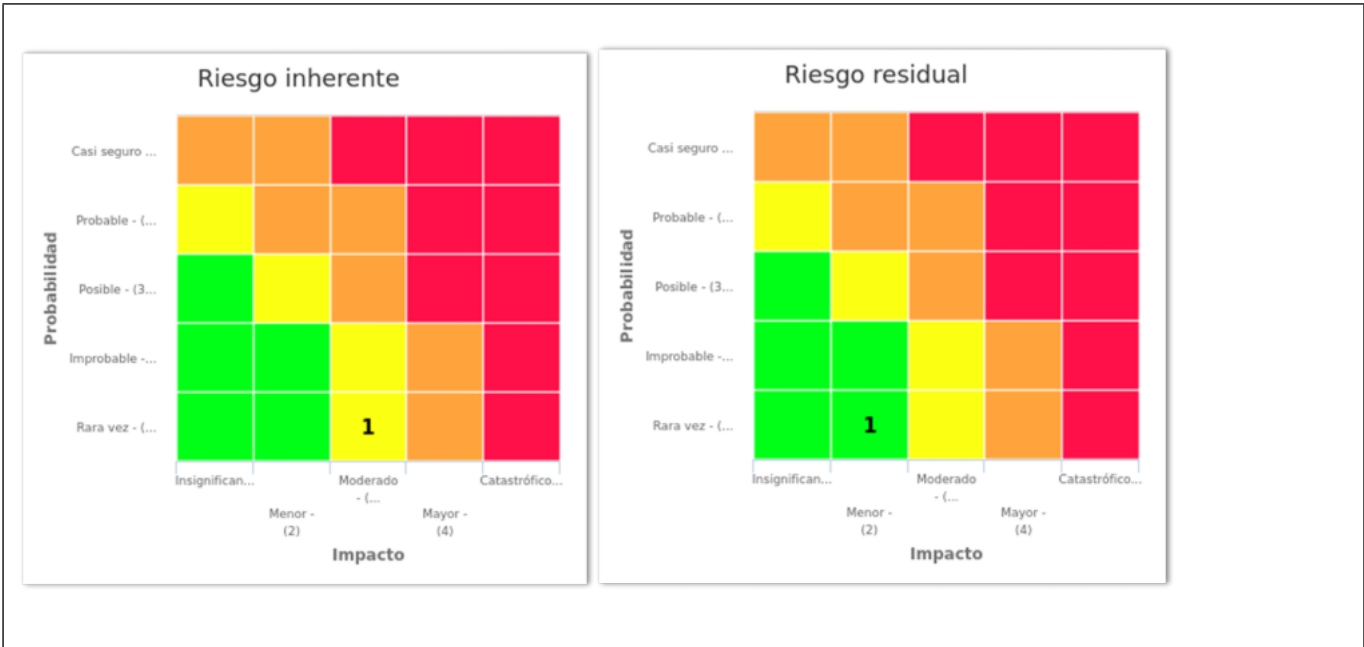 Riesgo inherente
Probabilidad
Casi seguro ...
Probable - (...
Posible - (3...
Improbable -...
Rara vez - (...
1
Insignifican...
Menor -
(2)
Moderado
- (...
Mayor -
(4)
Catastrófico...
Impacto
Riesgo residual
Probabilidad
Casi seguro ...
Probable - (...
Posible - (3...
Improbable -...
Rara vez - (...
1
Insignifican...
Menor -
(2)
Moderado
- (...
Mayor -
(4)
Catastrófico...
Impacto